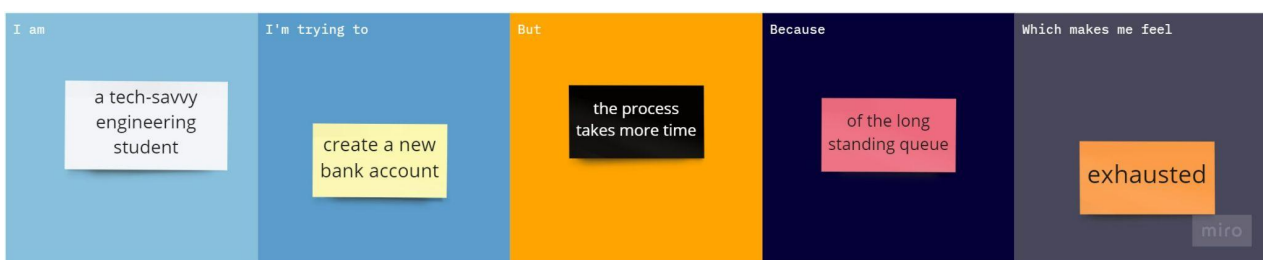 I am
a tech-savvy
engineering
student
I'm trying to
create a new
bank account
But
the process
takes more time
Because
of the long
standing queue
Which makes me feel
exhausted
miro